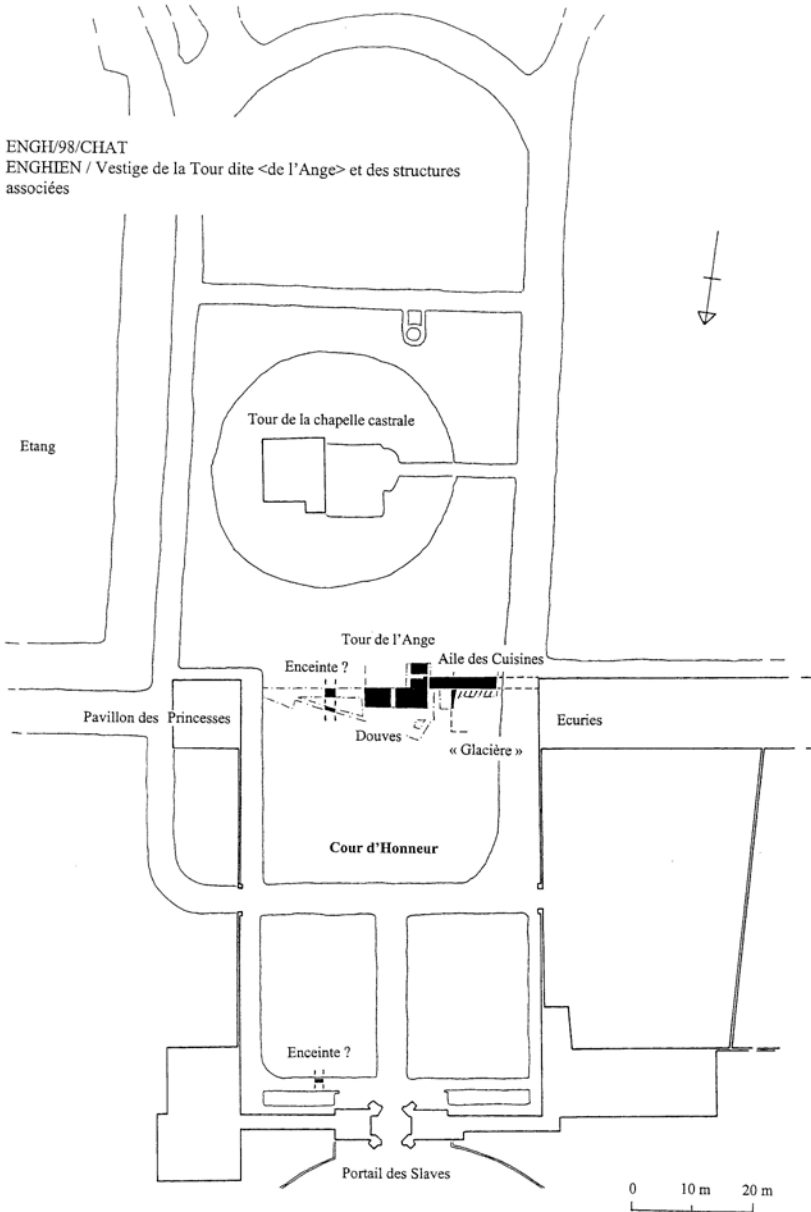 ENGH/98/CHAT
ENGHIEN / Vestige de la Tour dite <de l'Ange> et des structures
associées
Tour de la chapelle castrale
Etang
Tour de l'Ange
Enceinte ?
Aile des Cuisines
Pavillon des Princesses
Ecuries
Douves
« Glacière »
Cour d'Honneur
Enceinte ?
Portail des Slaves
0 10 m 20 m